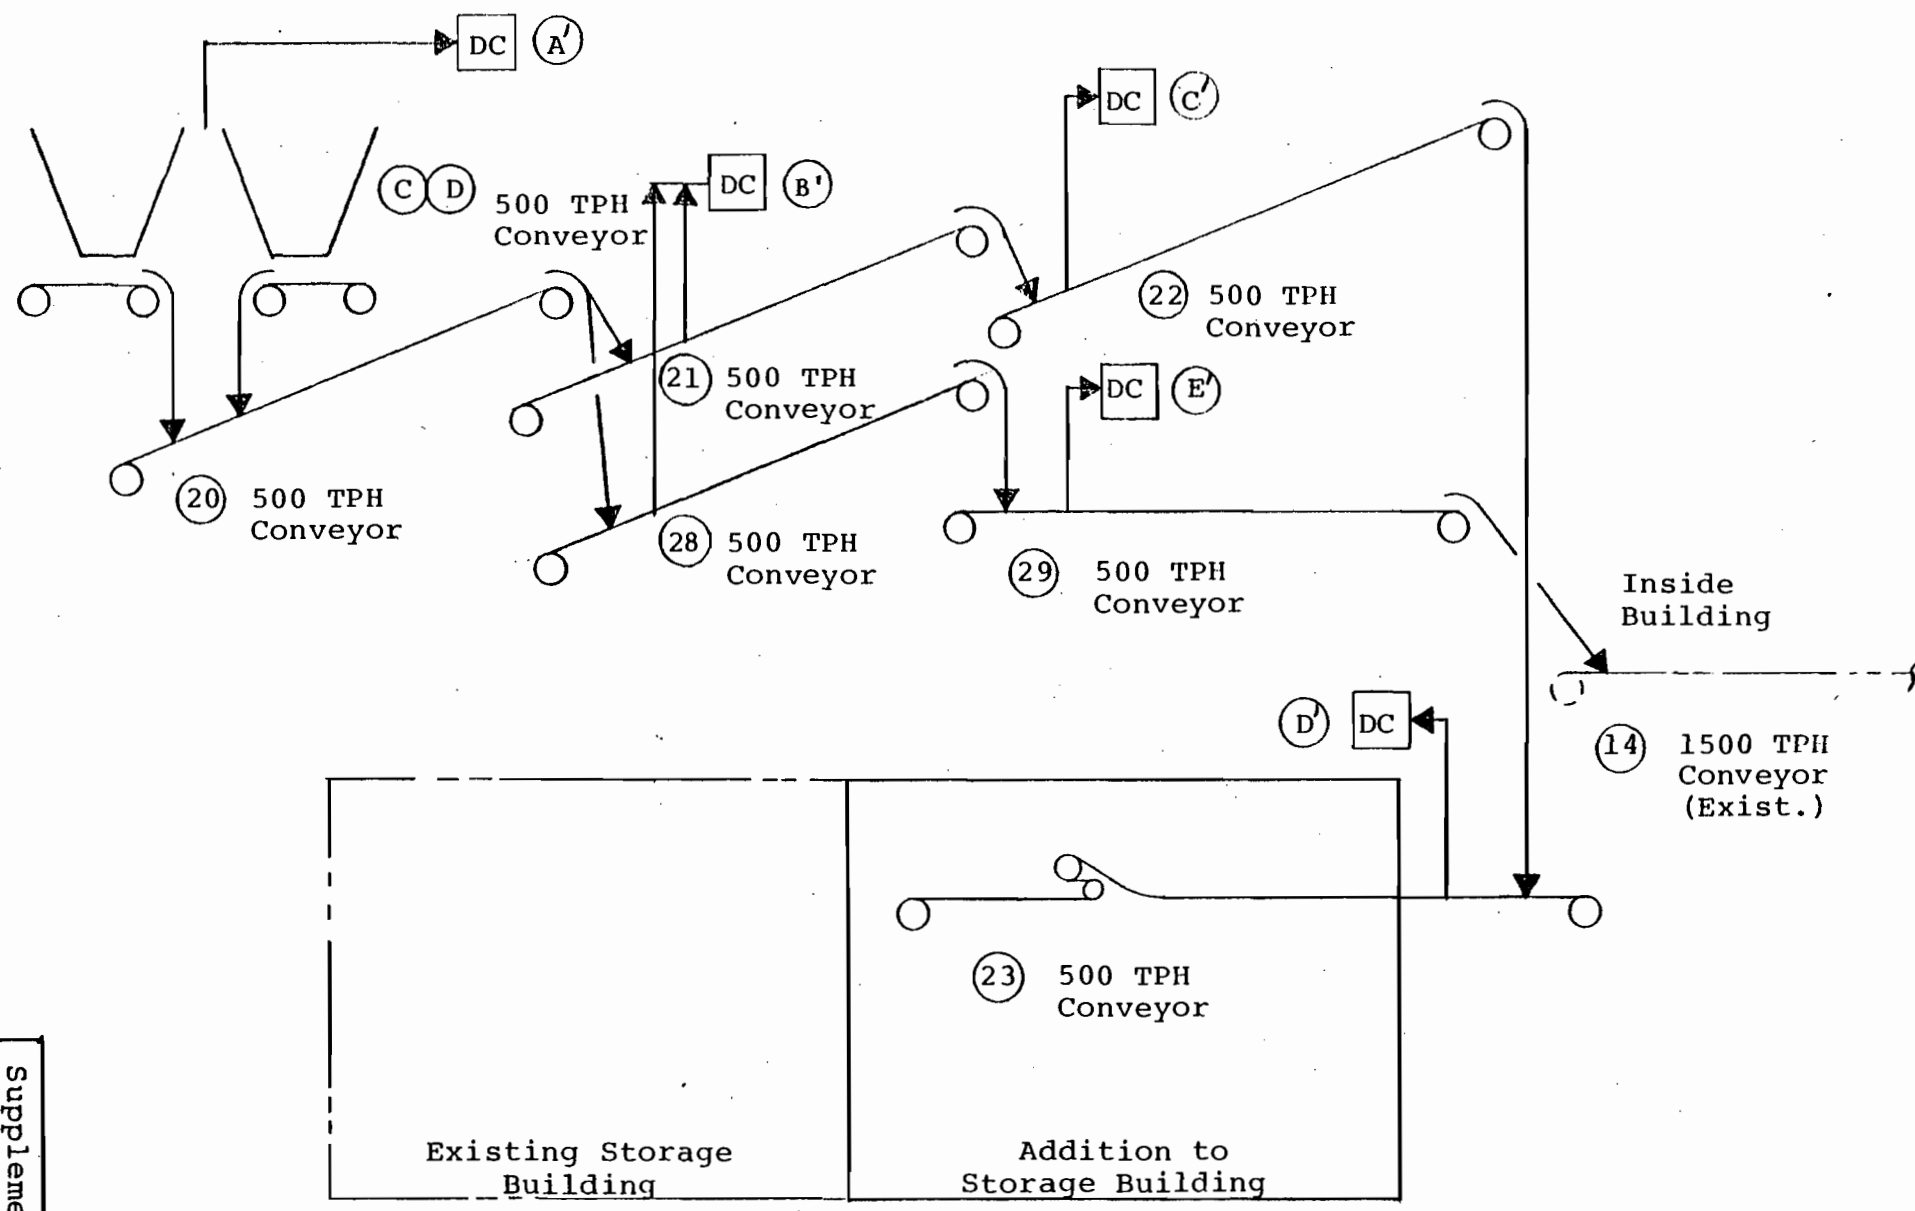 DC A'
DC C'
C D
500 TPH
Conveyor
DC B'
22 500 TPH
Conveyor
21 500 TPH
Conveyor
DC E'
20 500 TPH
Conveyor
28 500 TPH
Conveyor
29 500 TPH
Conveyor
Inside
Building
D' DC
14 1500 TPH
Conveyor
(Exist.)
23 500 TPH
Conveyor
Existing Storage
Building
Addition to
Storage Building